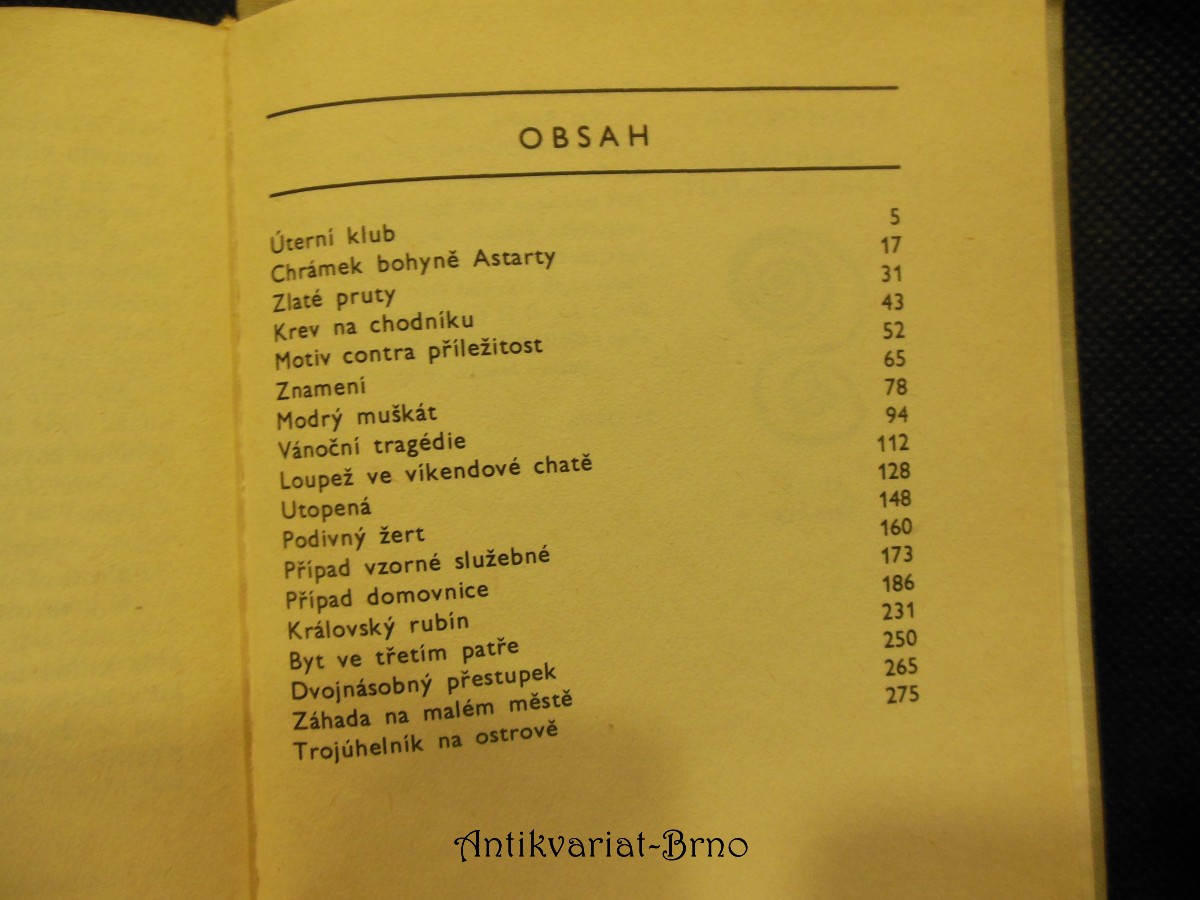 OBSAH
Úterní klub 5
Chrámek bohyně Astarty 17
Zlaté pruty 31
Krev na chodníku 43
Motiv contra příležitost 52
Znamení 65
Modrý muškát 78
Vánoční tragédie 94
Loupež ve víkendové chatě 112
Utopená 128
Podivný žert 148
Případ vzorné služebné 160
Případ domovnice 173
Královský rubín 186
Byt ve třetím patře 231
Dvojnásobný přestupek 250
Záhada na malém městě 265
Trojúhelník na ostrově 275
Antikvariat-Brno